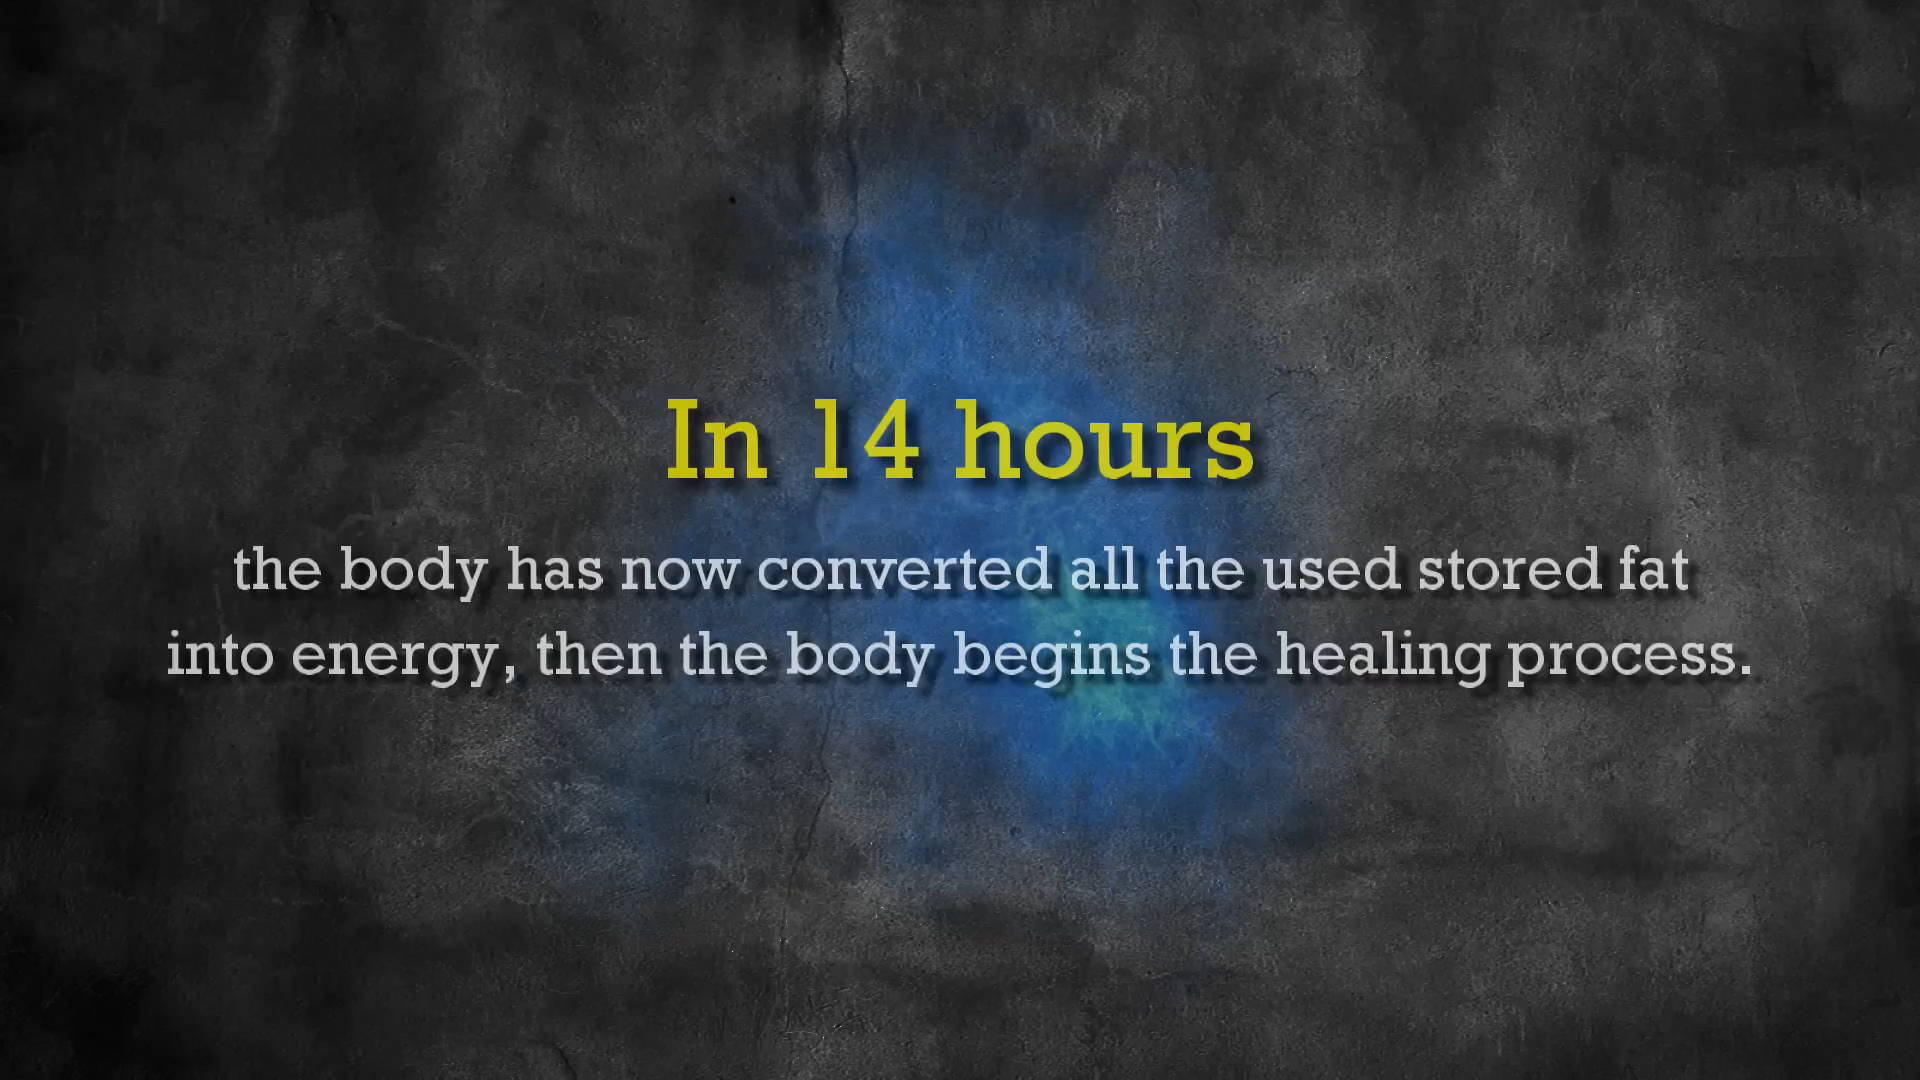 In 14 hours
the body has now converted all the used stored fat
into energy, then the body begins the healing process.